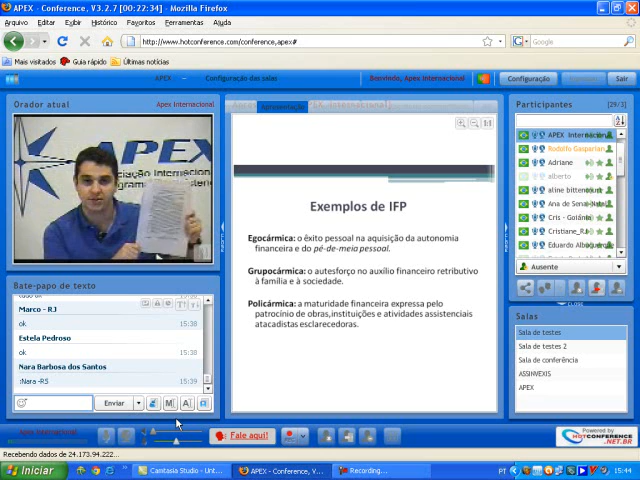 APEX - Conference, V3.2.7 [00:22:34] - Mozilla Firefox
Arquivo Editar Exibir Histórico Favoritos Ferramentas Ajuda
http://www.hotconference.com/conference,apex#
Google
Mais visitados Guia rápido Últimas notícias
APEX – Configuração das salas
Benvindo, Apex Internacional
Configuração
Sair
Orador atual Apex Internacional
APEX
Bate-papo de texto
Marco - RJ
ok 15:38
Estela Pedroso
ok 15:38
Nara Barbosa dos Santos
:Nara -RS 15:39
Enviar
Apresentação
1:1
Exemplos de IFP
Egocármica: o êxito pessoal na aquisição da autonomia
financeira e do pé-de-meia pessoal.
Grupocármica: o autesforço no auxílio financeiro retributivo
à família e à sociedade.
Policármica: a maturidade financeira expressa pelo
patrocínio de obras,instituições e atividades assistenciais
atacadistas esclarecedoras.
Participantes [29/3]
APEX
Rodolfo Gasparian
Adriane
alberto
aline bittencourt
Ana de Sena-Natal
Cris - Goiânia
Cristiane_RJ
Eduardo Albuquerque
Ausente
CLOSE
Salas
Sala de testes
Sala de testes 2
Sala de conferência
ASSINVEXIS
APEX
Apex Internacional
Fale aqui!
Powered by
HOTCONFERENCE
.NET.BR
Recebendo dados de 24.173.94.222...
Iniciar
Camtasia Studio - Unt...
APEX - Conference, V...
Recording...
PT
15:44